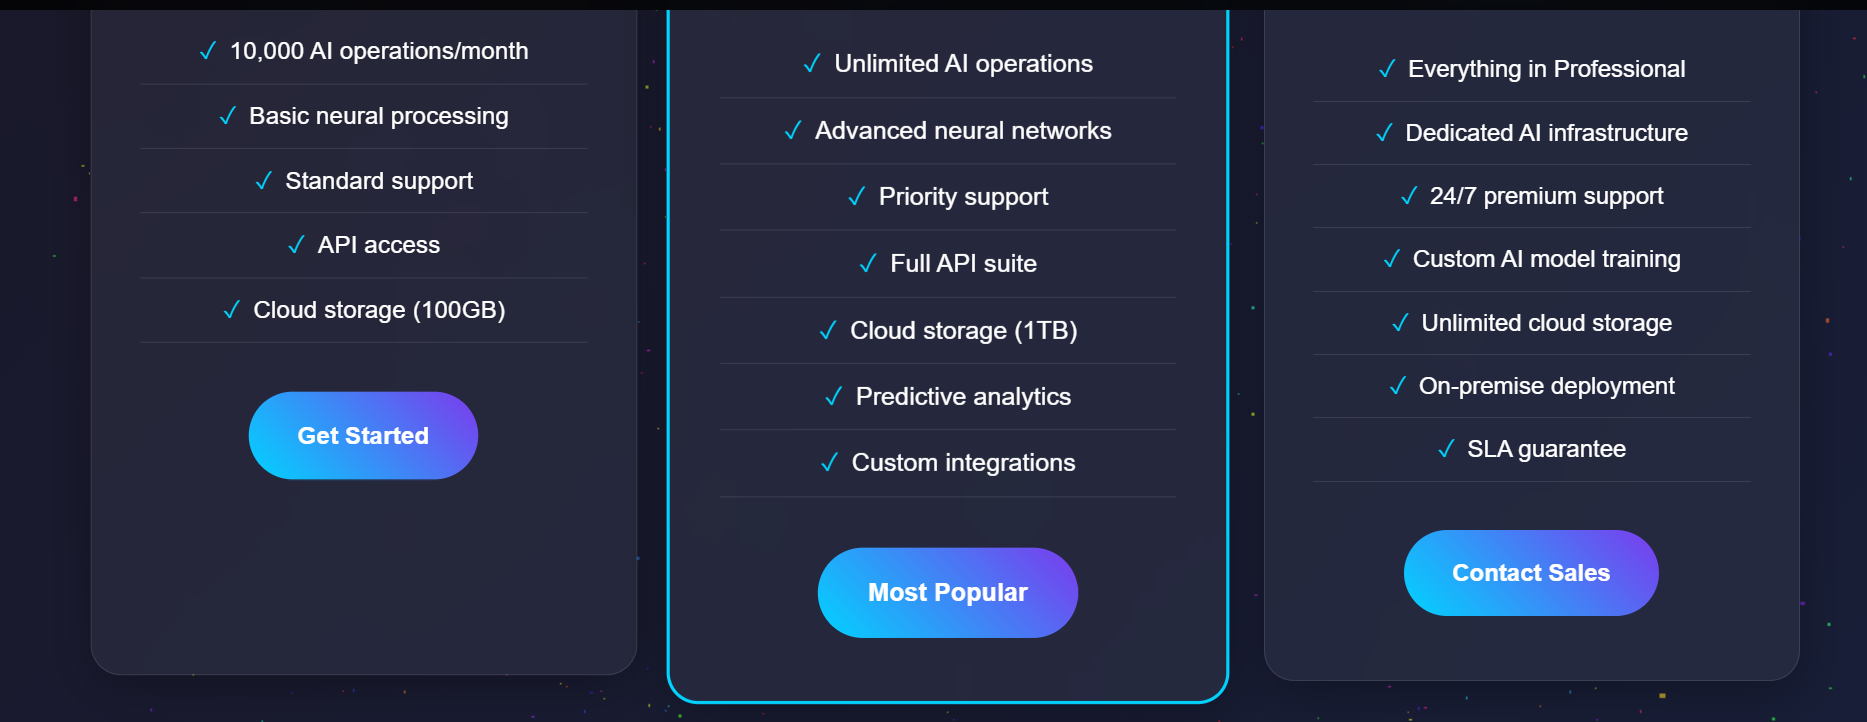 ✓ 10,000 AI operations/month
✓ Basic neural processing
✓ Standard support
✓ API access
✓ Cloud storage (100GB)
Get Started
✓ Unlimited AI operations
✓ Advanced neural networks
✓ Priority support
✓ Full API suite
✓ Cloud storage (1TB)
✓ Predictive analytics
✓ Custom integrations
Most Popular
✓ Everything in Professional
✓ Dedicated AI infrastructure
✓ 24/7 premium support
✓ Custom AI model training
✓ Unlimited cloud storage
✓ On-premise deployment
✓ SLA guarantee
Contact Sales